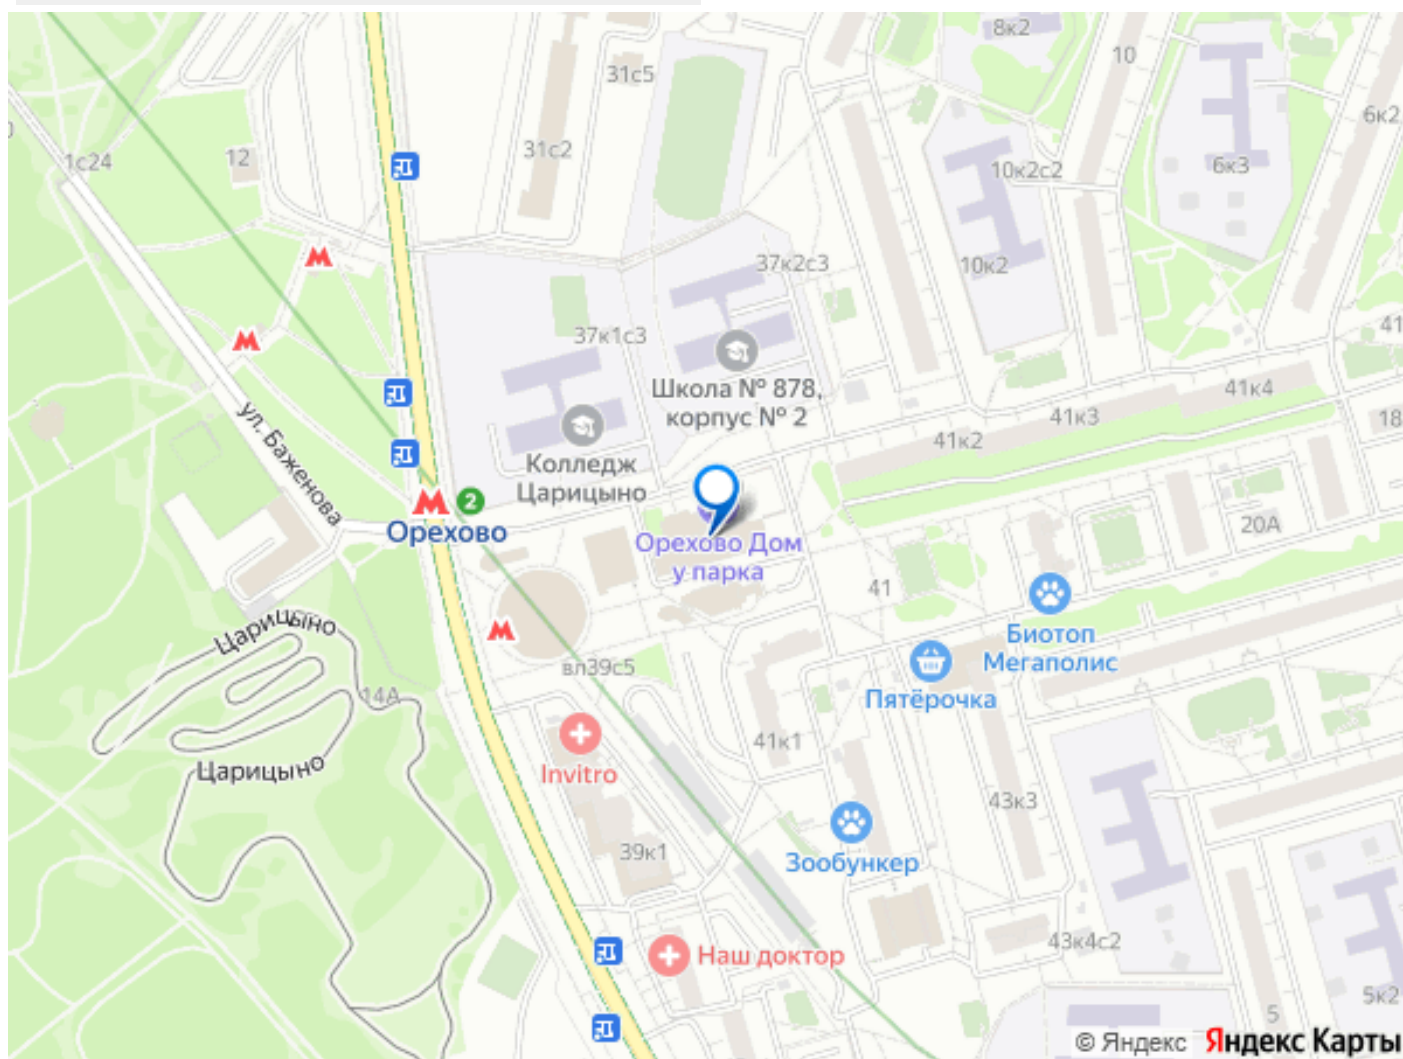 8к2
10
31с5
6к2
1с24
12
31с2
10к2с2
6к3
М
37к2с3
10к2
М
37к1с3
41
Школа № 878,
корпус № 2
41к4
ул. Баженова
41к3
18
41к2
Колледж
Царицыно
М 2
Орехово
20А
Орехово Дом
у парка
41
Царицыно
М
Биотоп
Мегаполис
вл39с5
14А
Пятёрочка
41к1
Царицыно
Invitro
43к3
39к1
Зообункер
43к4с2
Наш доктор
5к2
5
© Яндекс Яндекс Карты